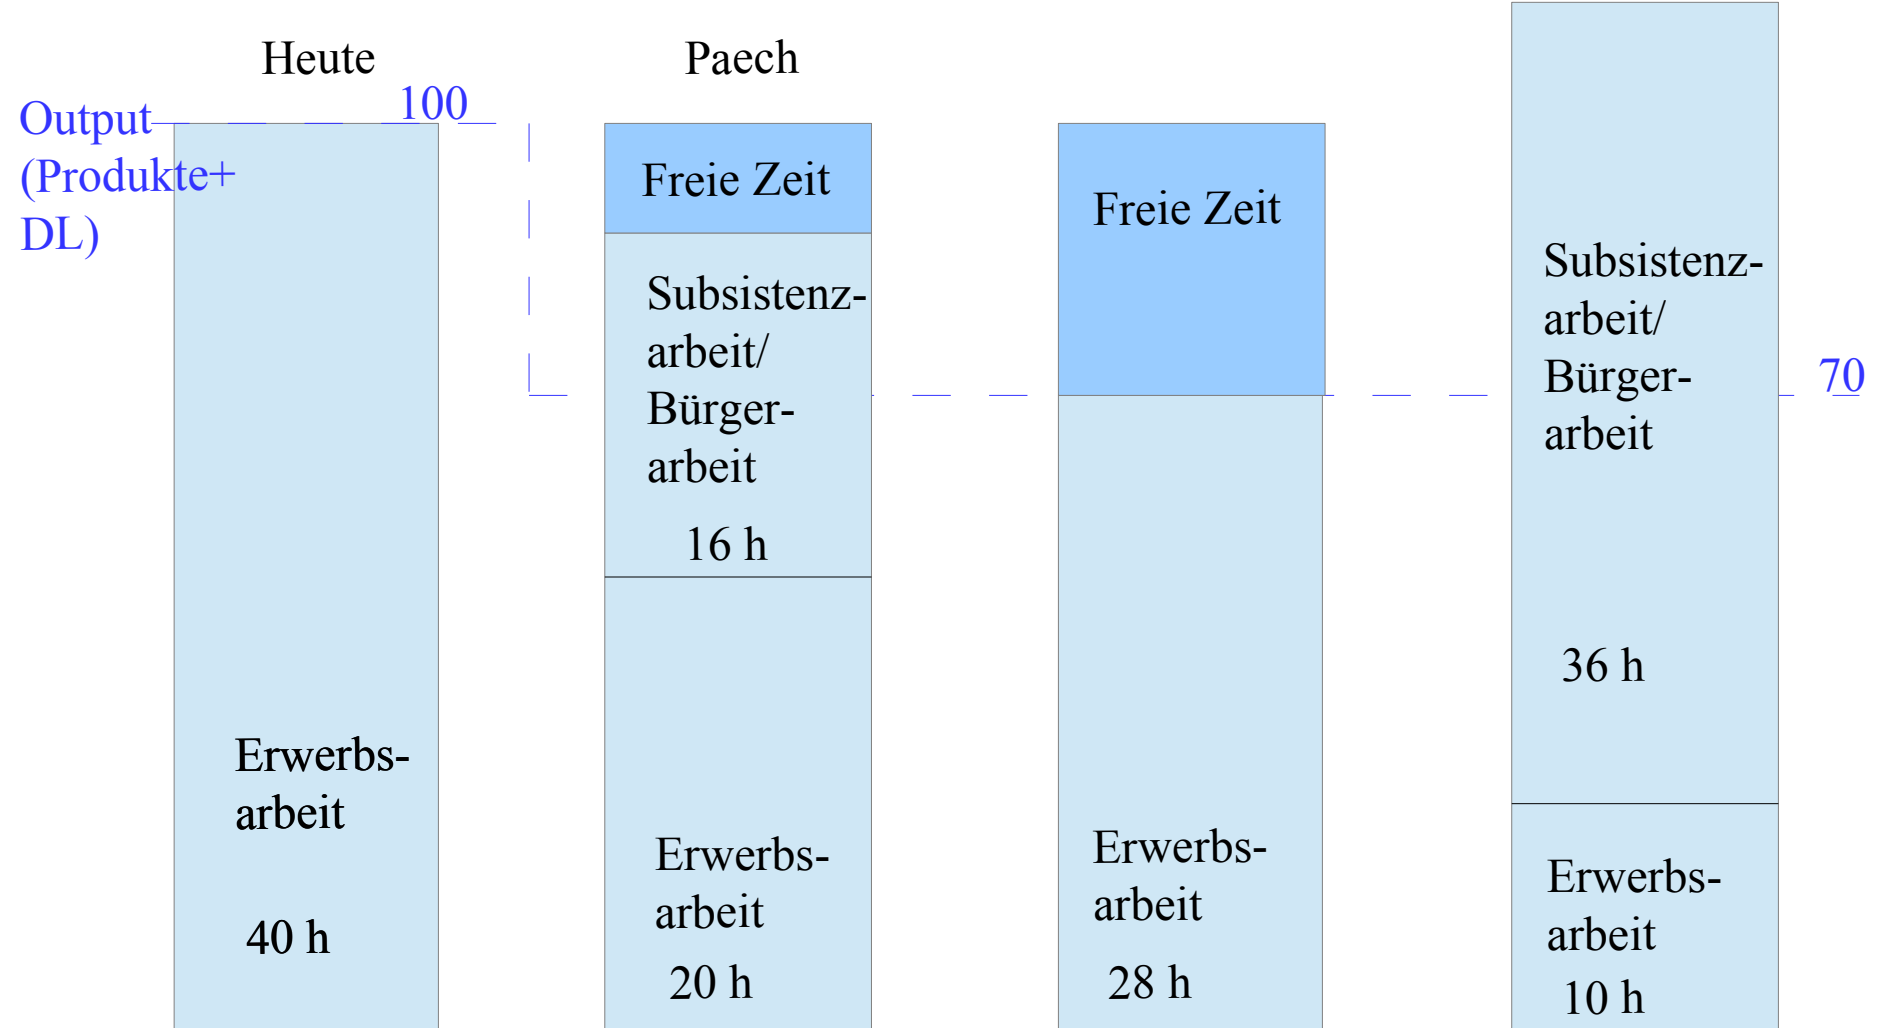 Heute
Paech
Output
(Produkte+
DL)
100
Erwerbs-
arbeit
40 h
Freie Zeit
Subsistenz-
arbeit/
Bürger-
arbeit
16 h
Erwerbs-
arbeit
20 h
Freie Zeit
Erwerbs-
arbeit
28 h
Subsistenz-
arbeit/
Bürger-
arbeit
36 h
Erwerbs-
arbeit
10 h
70